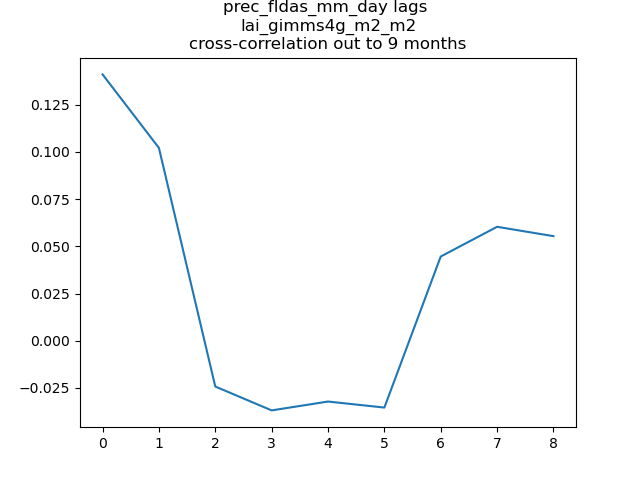 prec_fldas_mm_day lags
lai_gimms4g_m2_m2
cross-correlation out to 9 months
0.125
0.100
0.075
0.050
0.025
0.000
−0.025
0 1 2 3 4 5 6 7 8